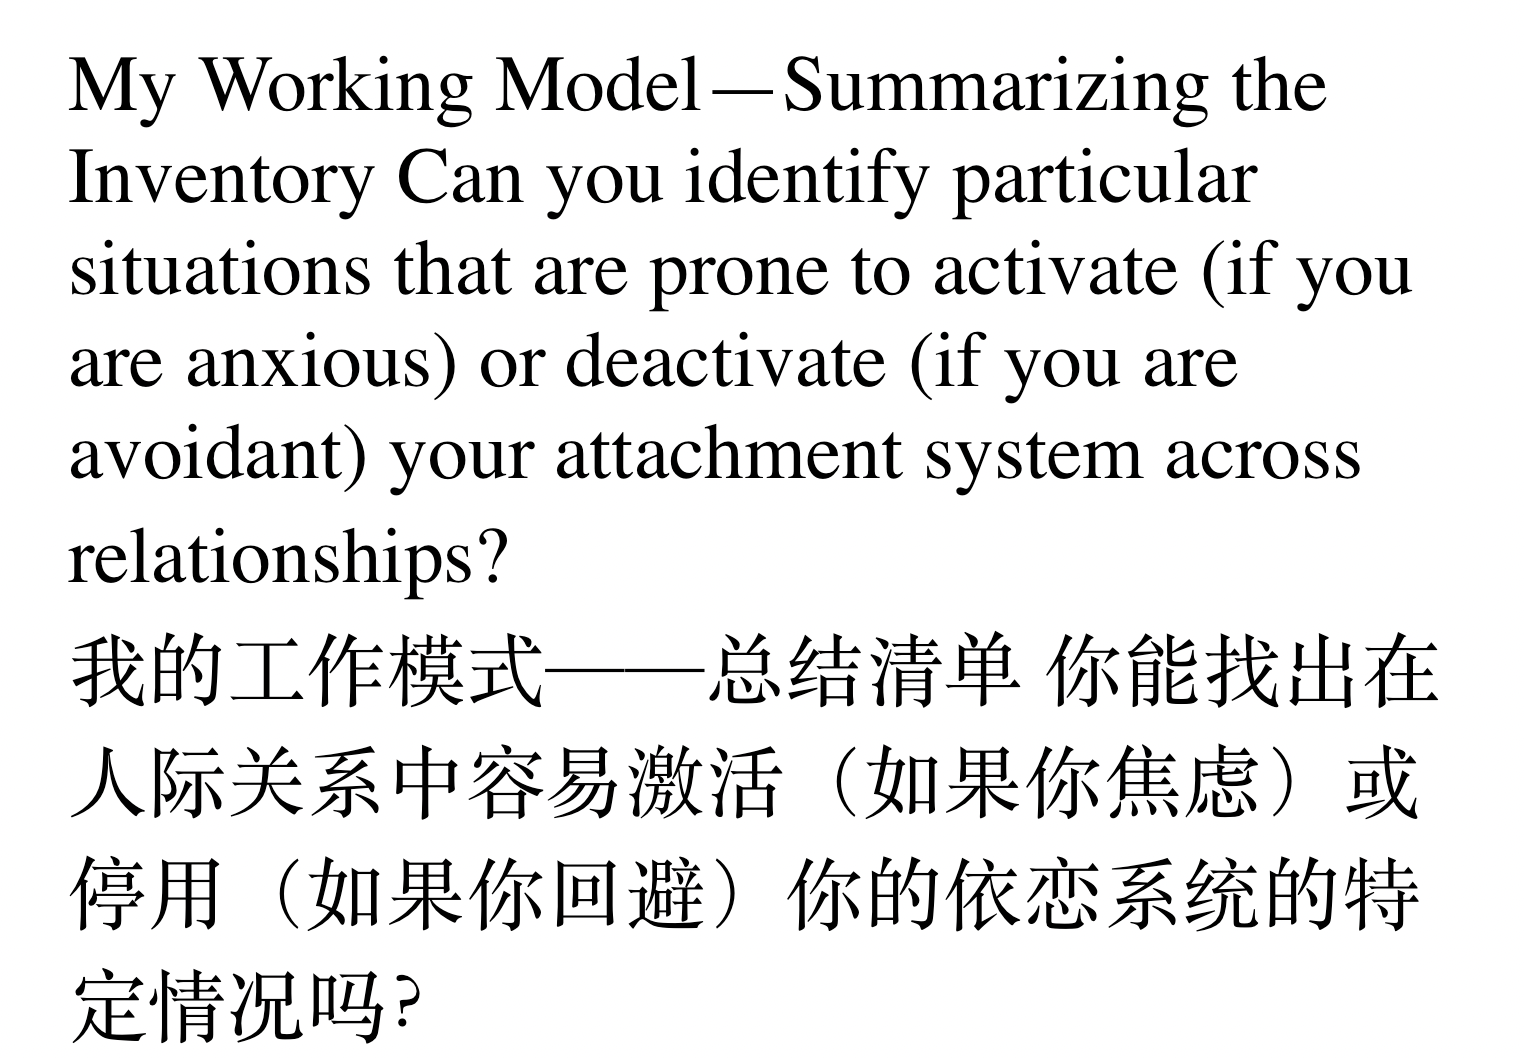 My Working Model—Summarizing the
Inventory Can you identify particular
situations that are prone to activate (if you
are anxious) or deactivate (if you are
avoidant) your attachment system across
relationships?
我的工作模式——总结清单 你能找出在
人际关系中容易激活（如果你焦虑）或
停用（如果你回避）你的依恋系统的特
定情况吗?